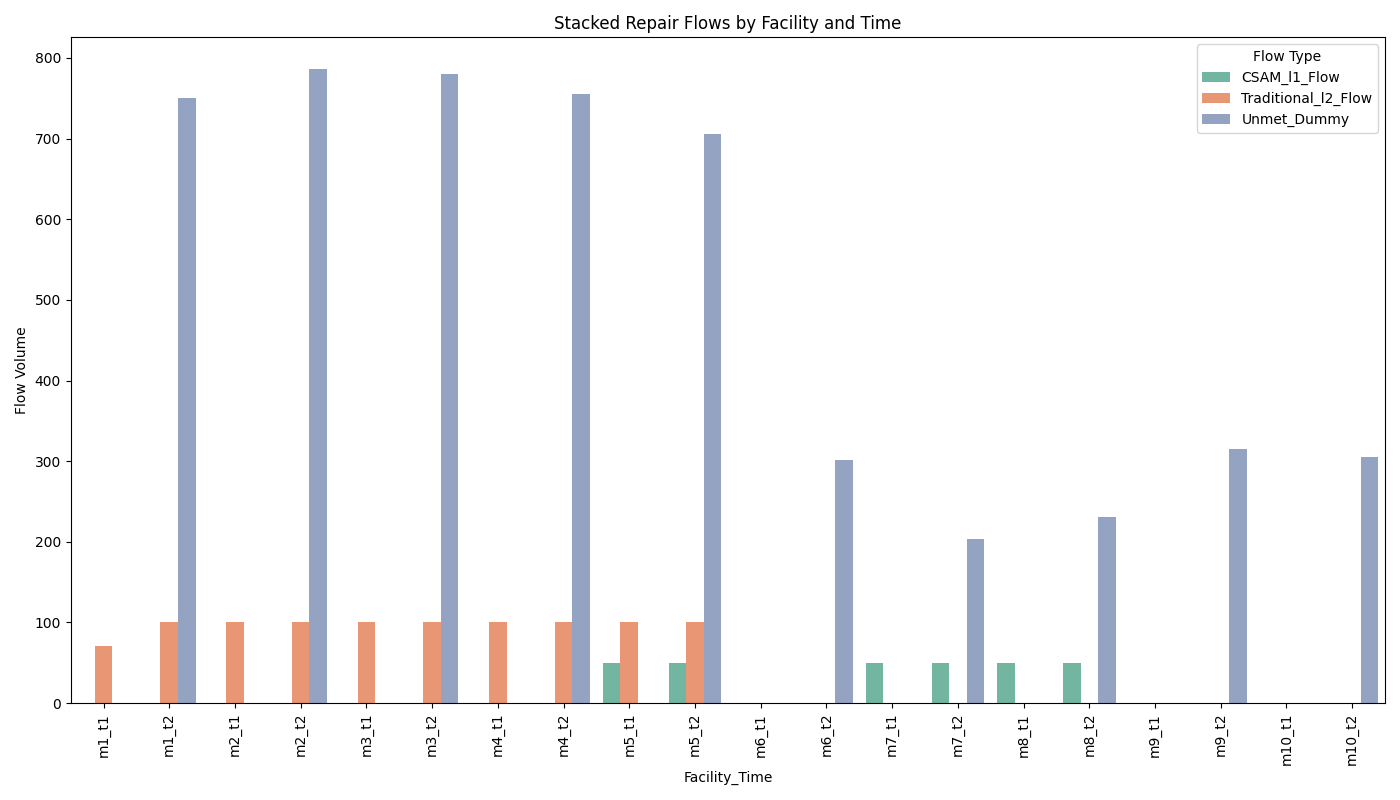 Stacked Repair Flows by Facility and Time
Flow Type
CSAM_l1_Flow
Traditional_l2_Flow
Unmet_Dummy
Flow Volume
800
700
600
500
400
300
200
100
0
m1_t1
m1_t2
m2_t1
m2_t2
m3_t1
m3_t2
m4_t1
m4_t2
m5_t1
m5_t2
m6_t1
m6_t2
m7_t1
m7_t2
m8_t1
m8_t2
m9_t1
m9_t2
m10_t1
m10_t2
Facility_Time